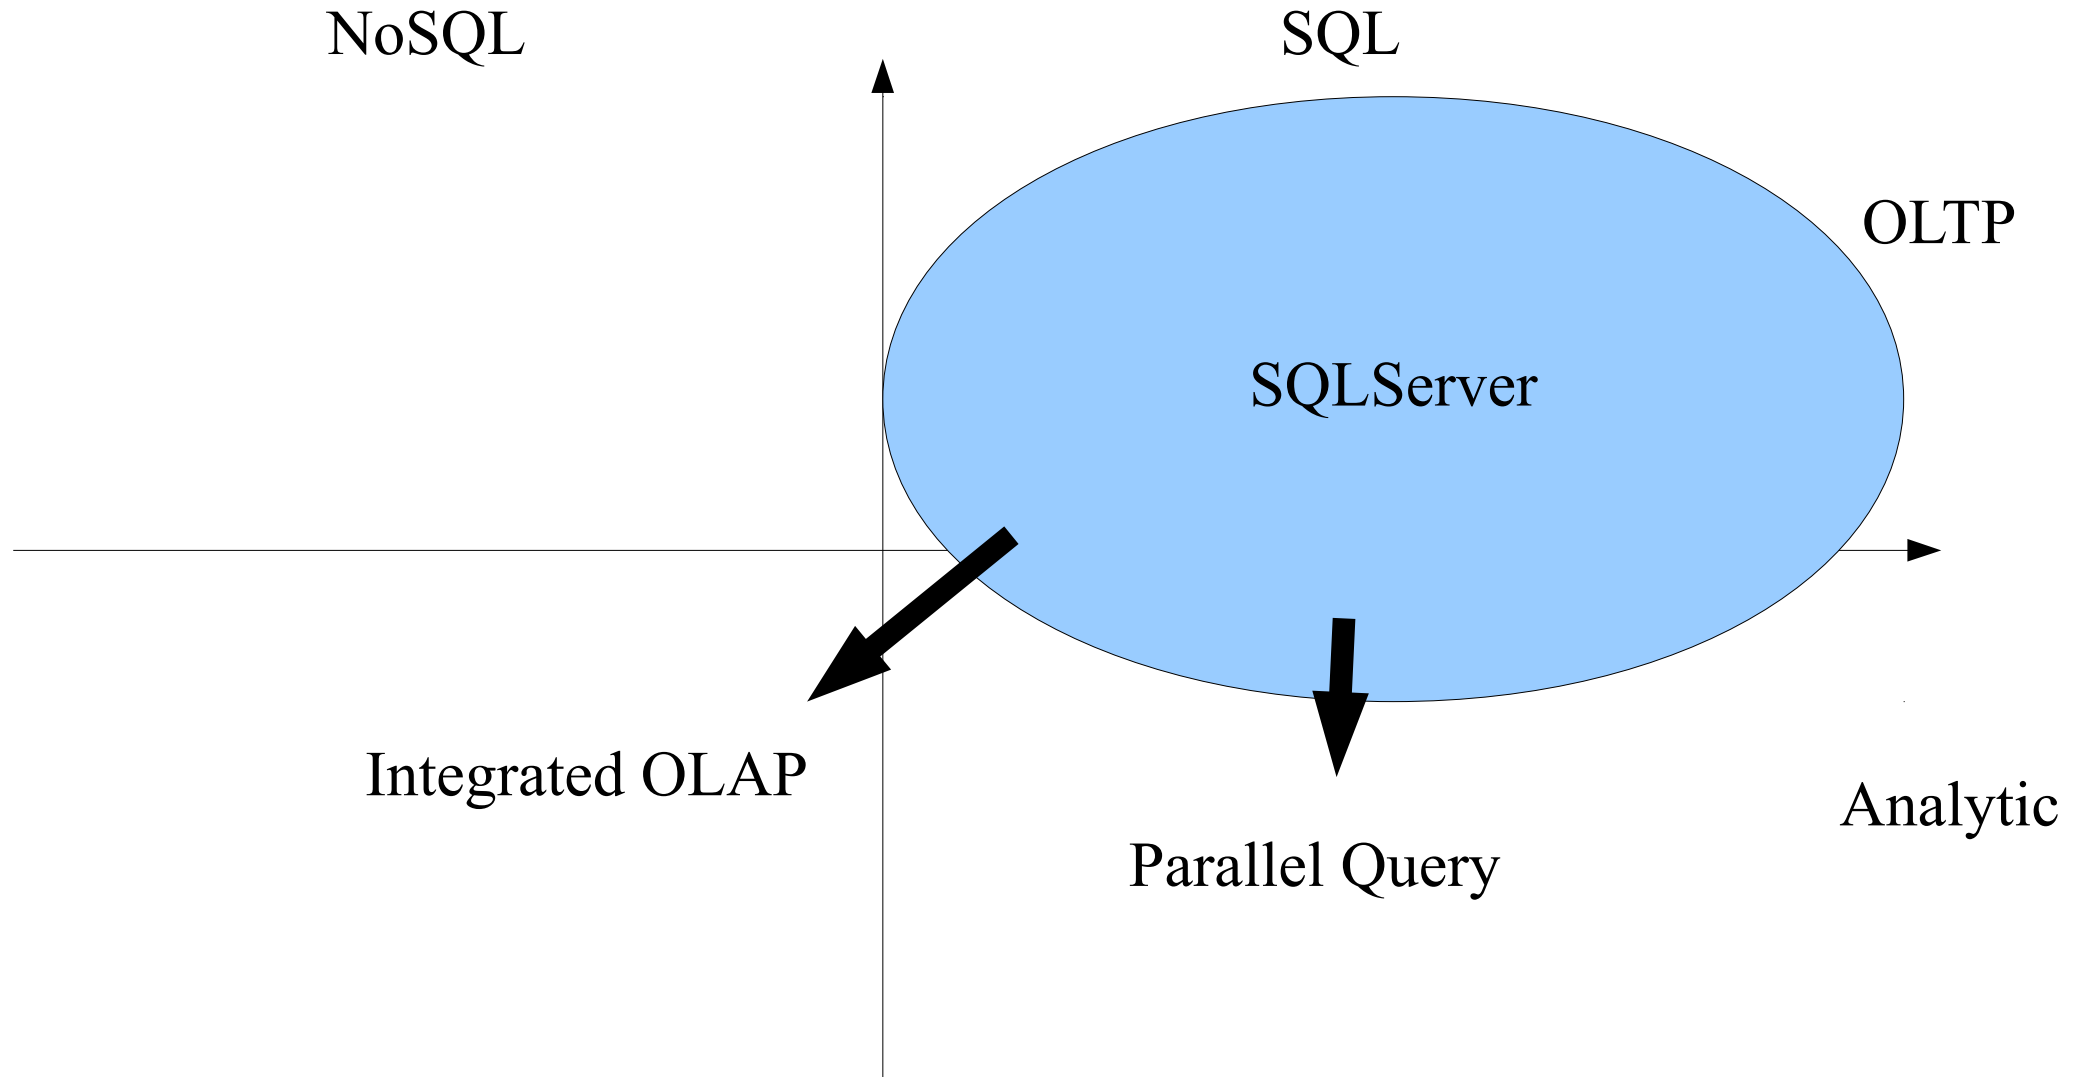 NoSQL
SQL
OLTP
SQLServer
Integrated OLAP
Analytic
Parallel Query